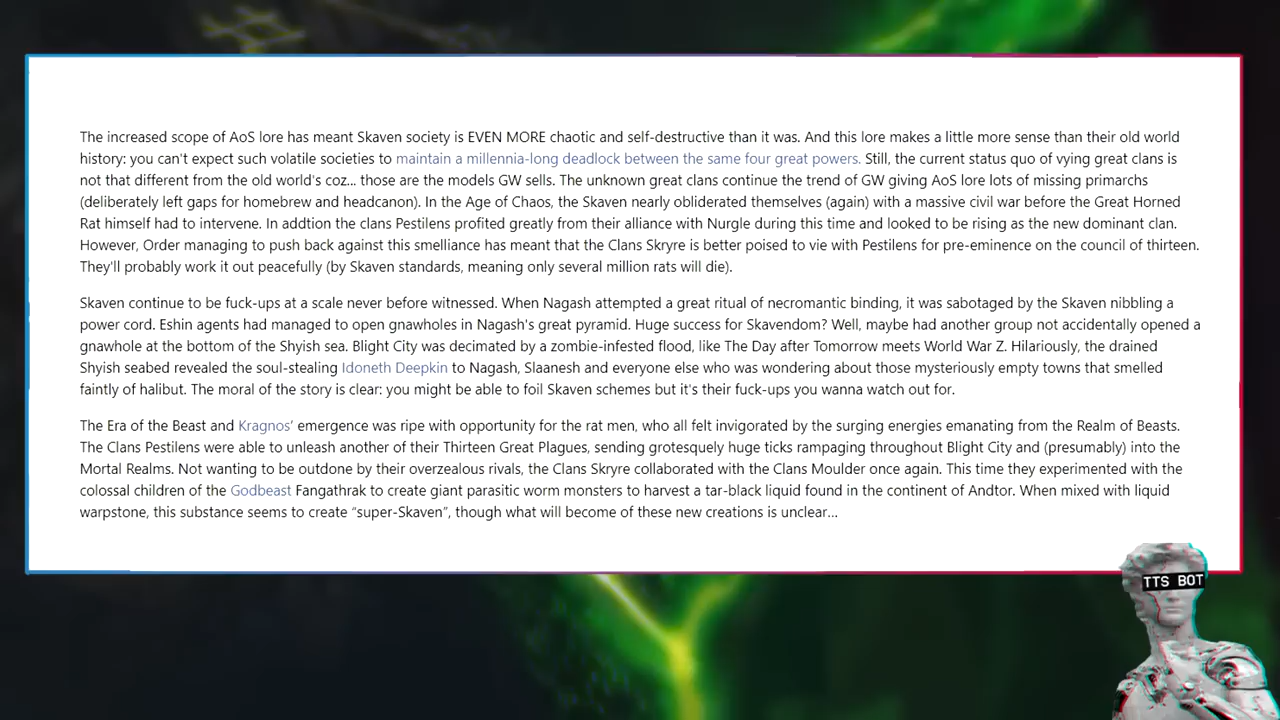 The increased scope of AoS lore has meant Skaven society is EVEN MORE chaotic and self-destructive than it was. And this lore makes a little more sense than their old world
history: you can't expect such volatile societies to maintain a millennia-long deadlock between the same four great powers. Still, the current status quo of vying great clans is
not that different from the old world's coz... those are the models GW sells. The unknown great clans continue the trend of GW giving AoS lore lots of missing primarchs
(deliberately left gaps for homebrew and headcanon). In the Age of Chaos, the Skaven nearly obliderated themselves (again) with a massive civil war before the Great Horned
Rat himself had to intervene. In addtion the clans Pestilens profited greatly from their alliance with Nurgle during this time and looked to be rising as the new dominant clan.
However, Order managing to push back against this smelliance has meant that the Clans Skryre is better poised to vie with Pestilens for pre-eminence on the council of thirteen.
They'll probably work it out peacefully (by Skaven standards, meaning only several million rats will die).
Skaven continue to be fuck-ups at a scale never before witnessed. When Nagash attempted a great ritual of necromantic binding, it was sabotaged by the Skaven nibbling a
power cord. Eshin agents had managed to open gnawholes in Nagash's great pyramid. Huge success for Skavendom? Well, maybe had another group not accidentally opened a
gnawhole at the bottom of the Shyish sea. Blight City was decimated by a zombie-infested flood, like The Day after Tomorrow meets World War Z. Hilariously, the drained
Shyish seabed revealed the soul-stealing Idoneth Deepkin to Nagash, Slaanesh and everyone else who was wondering about those mysteriously empty towns that smelled
faintly of halibut. The moral of the story is clear: you might be able to foil Skaven schemes but it's their fuck-ups you wanna watch out for.
The Era of the Beast and Kragnos’ emergence was ripe with opportunity for the rat men, who all felt invigorated by the surging energies emanating from the Realm of Beasts.
The Clans Pestilens were able to unleash another of their Thirteen Great Plagues, sending grotesquely huge ticks rampaging throughout Blight City and (presumably) into the
Mortal Realms. Not wanting to be outdone by their overzealous rivals, the Clans Skryre collaborated with the Clans Moulder once again. This time they experimented with the
colossal children of the Godbeast Fangathrak to create giant parasitic worm monsters to harvest a tar-black liquid found in the continent of Andtor. When mixed with liquid
warpstone, this substance seems to create “super-Skaven”, though what will become of these new creations is unclear...
TTS BOT